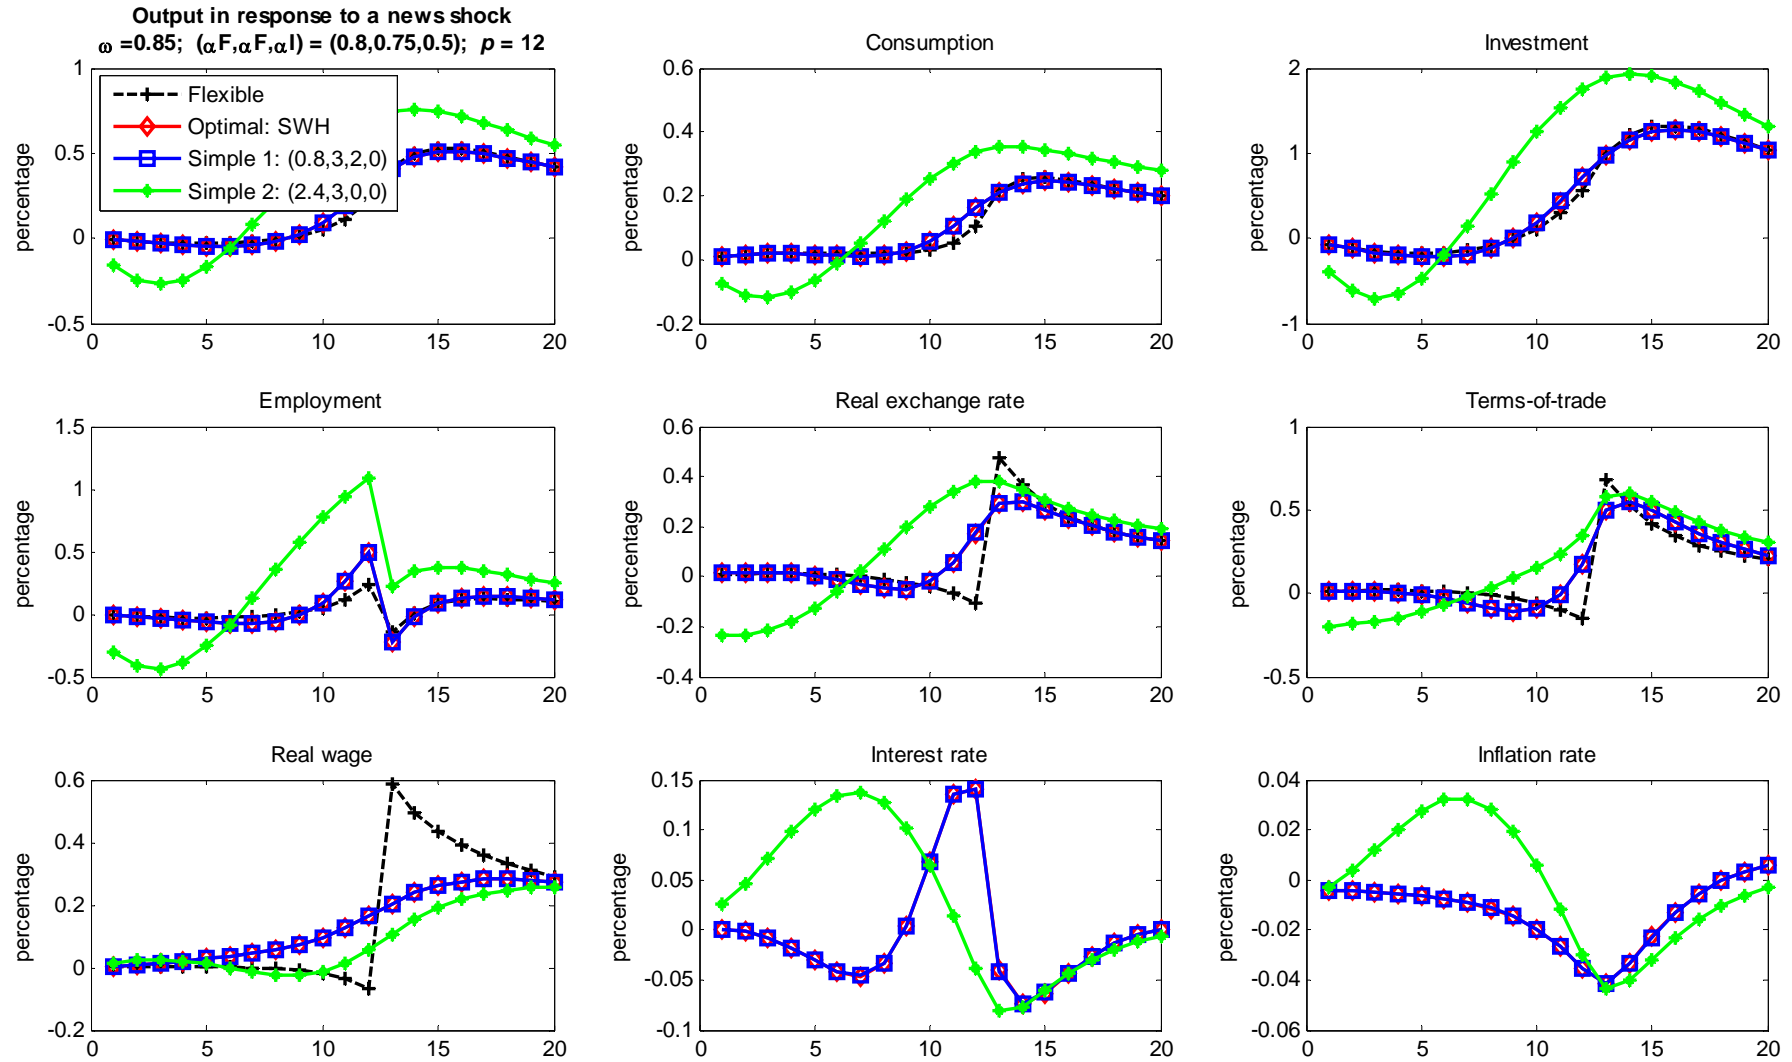 Output in response to a news shock
ω =0.85; (αF,αF,αI) = (0.8,0.75,0.5); p = 12
Flexible
Optimal: SWH
Simple 1: (0.8,3,2,0)
Simple 2: (2.4,3,0,0)
percentage
1
0.5
0
-0.5
0 5 10 15 20
Consumption
percentage
0.6
0.4
0.2
0
-0.2
0 5 10 15 20
Investment
percentage
2
1
0
-1
0 5 10 15 20
Employment
percentage
1.5
1
0.5
0
-0.5
0 5 10 15 20
Real exchange rate
percentage
0.6
0.4
0.2
0
-0.2
-0.4
0 5 10 15 20
Terms-of-trade
percentage
1
0.5
0
-0.5
0 5 10 15 20
Real wage
percentage
0.6
0.4
0.2
0
-0.2
0 5 10 15 20
Interest rate
percentage
0.15
0.1
0.05
0
-0.05
-0.1
0 5 10 15 20
Inflation rate
percentage
0.04
0.02
0
-0.02
-0.04
-0.06
0 5 10 15 20